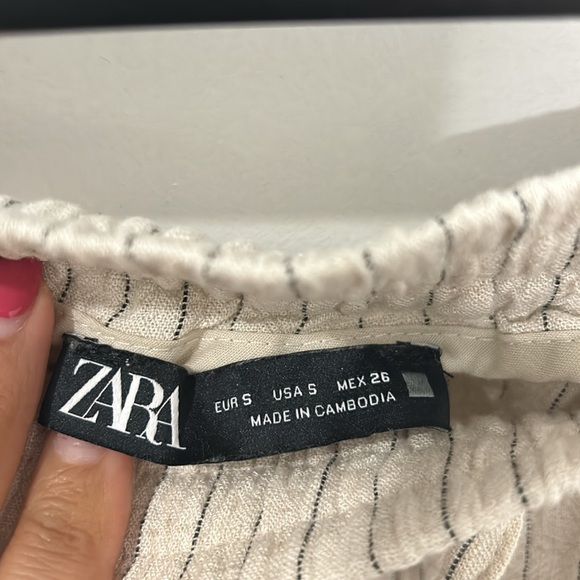 ZARA
EUR S USA S MEX 26
MADE IN CAMBODIA